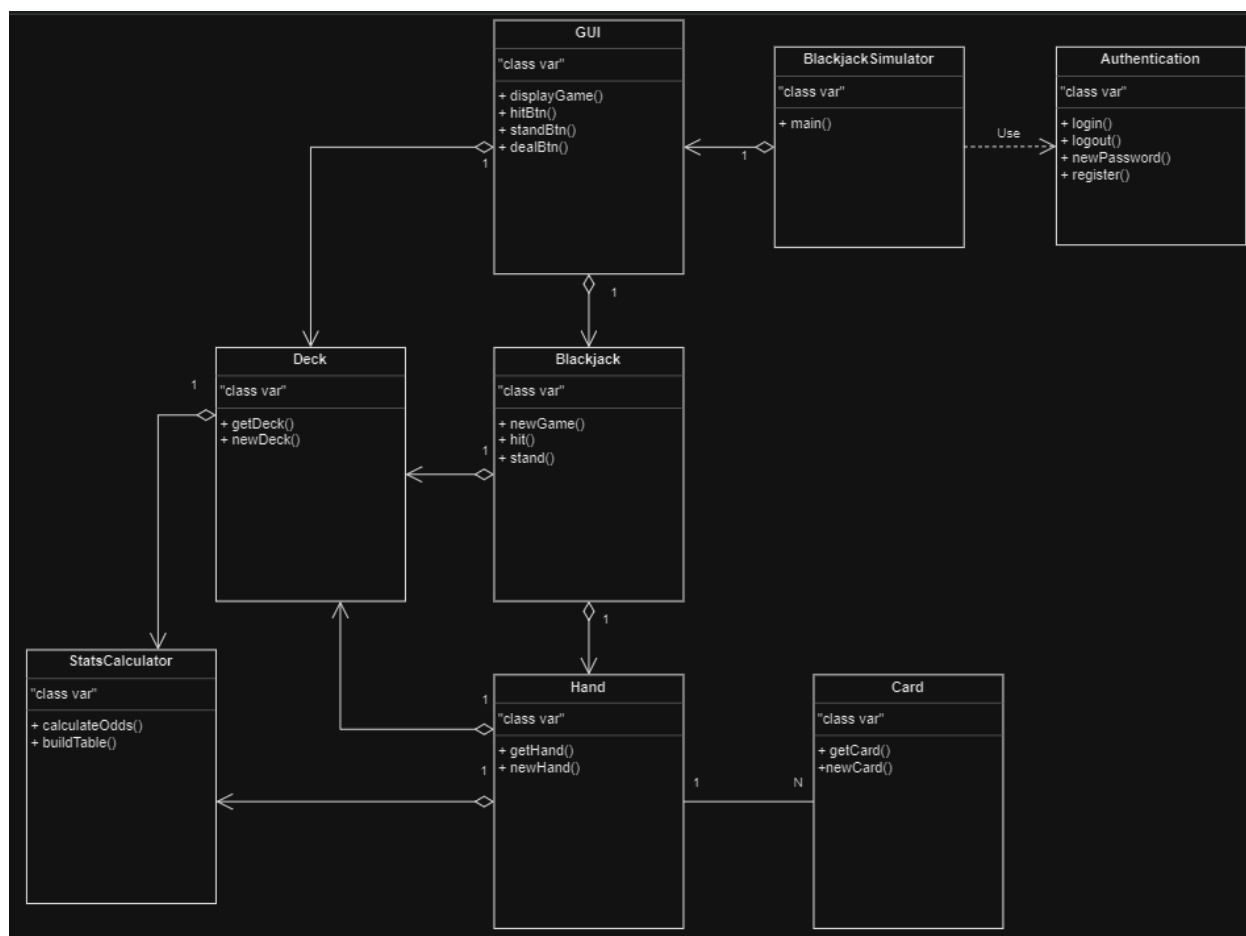 GUI
"class var"
+ displayGame()
+ hitBtn()
+ standBtn()
+ dealBtn()
1
1
BlackjackSimulator
"class var"
+ main()
1
Use
Authentication
"class var"
+ login()
+ logout()
+ newPassword()
+ register()
Deck
"class var"
+ getDeck()
+ newDeck()
1
Blackjack
"class var"
+ newGame()
+ hit()
+ stand()
1
1
StatsCalculator
"class var"
+ calculateOdds()
+ buildTable()
Hand
"class var"
+ getHand()
+ newHand()
1
1
1
N
Card
"class var"
+ getCard()
+newCard()